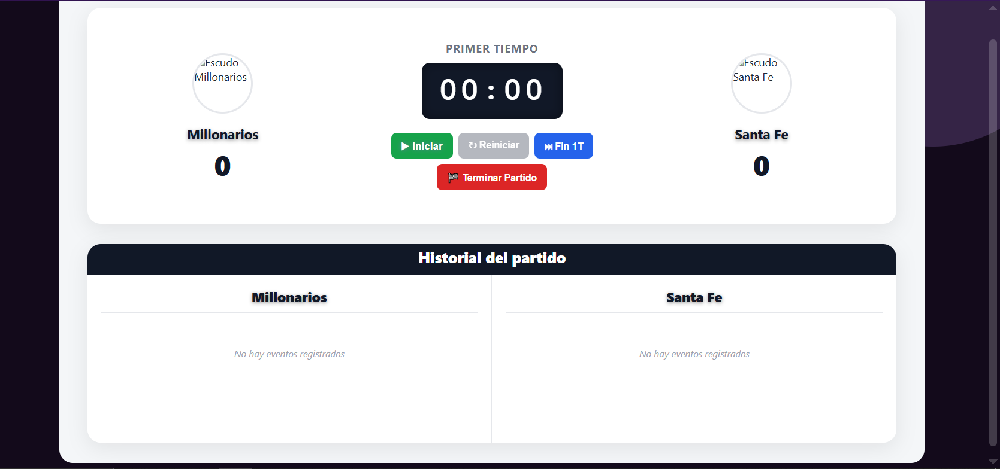 PRIMER TIEMPO
Escudo
Millonarios
00:00
Escudo
Santa Fe
Millonarios
0
Santa Fe
0
▶ Iniciar
↻ Reiniciar
⏭ Fin 1T
🏁 Terminar Partido
Historial del partido
Millonarios
Santa Fe
No hay eventos registrados
No hay eventos registrados